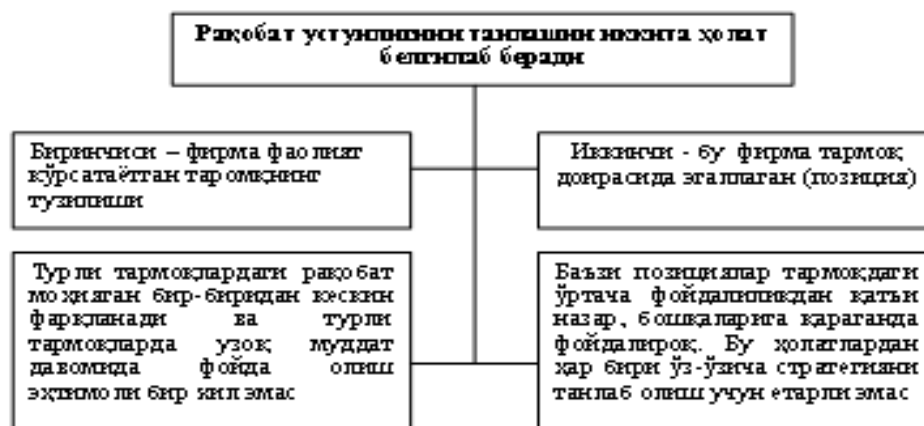 Рақобат устунлигини танлашни иккита ҳолат
белгилаб беради
Биринчиси – фирма фаолият
кўрсатаётган таромқнинг
тузилиши
Иккинчи - бу фирма тармоқ
доирасида эгаллаган (позиция)
Турли тармоқлардаги рақобат
моҳиятан бир-биридан кескин
фарқланади ва турли
тармоқларда узоқ муддат
давомида фойда олиш
эҳтимоли бир хил эмас
Баъзи позициялар тармоқдаги
ўртача фойдалиликдан қатъи
назар, бошқаларига қараганда
фойдалироқ. Бу ҳолатлардан
ҳар бири ўз-ўзича стратегияни
танлаб олиш учун етарли эмас